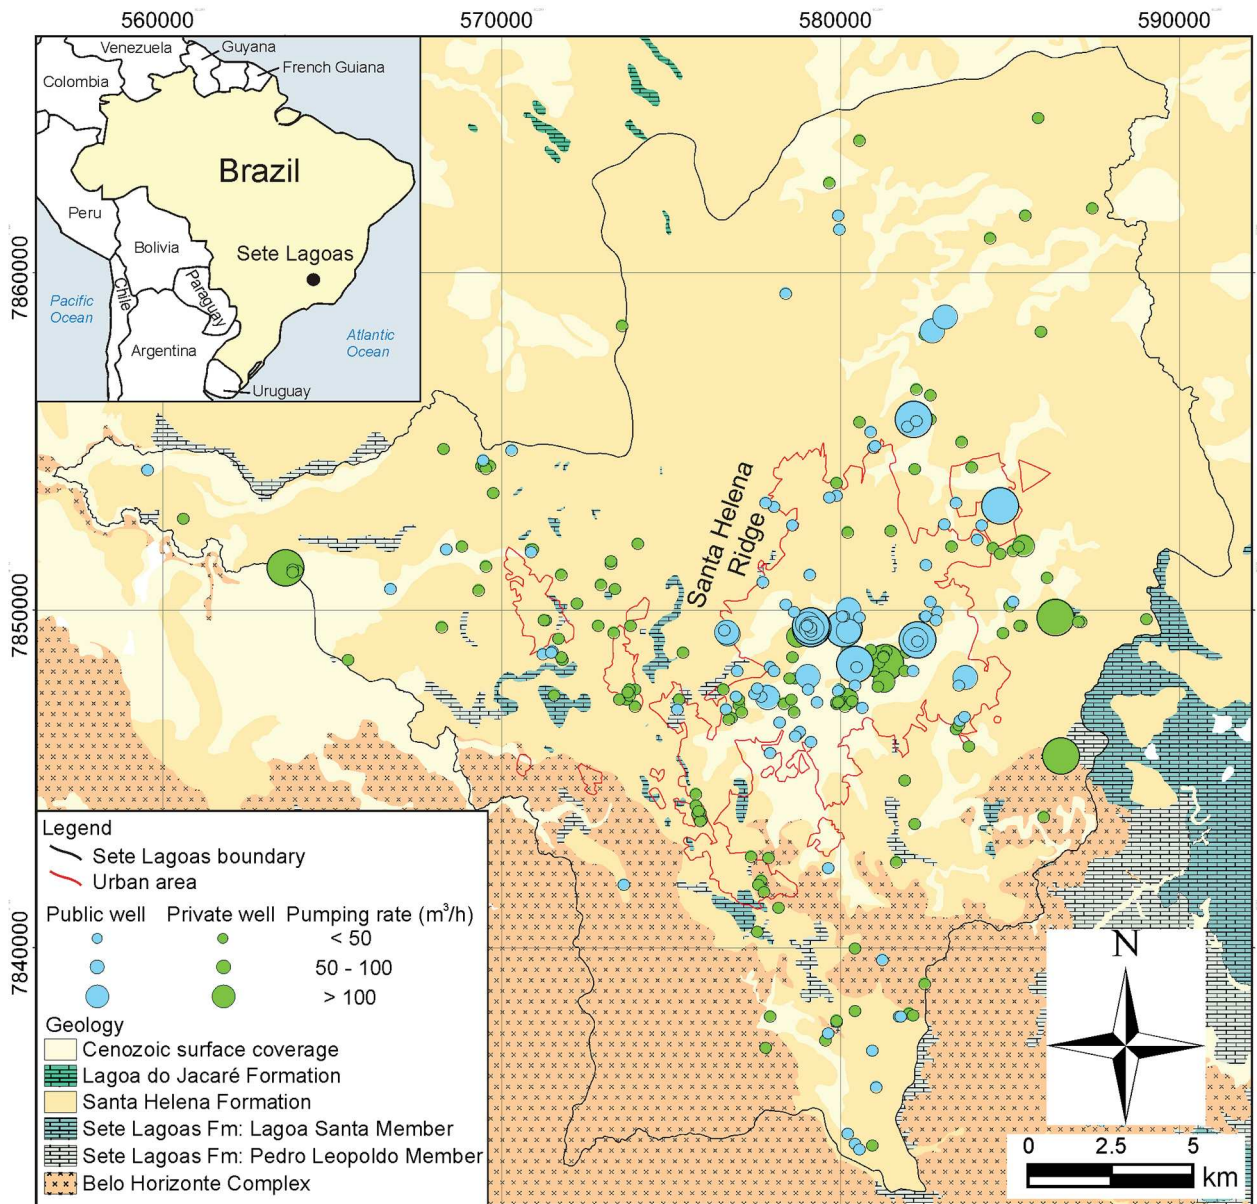 560000 570000 580000 590000
Venezuela
Guyana
French Guiana
Colombia
Brazil
Peru
Bolivia
Sete Lagoas
Chile
Paraguay
Pacific
Ocean
Atlantic
Ocean
Argentina
Uruguay
7860000
7850000
7840000
Santa Helena
Ridge
Legend
Sete Lagoas boundary
Urban area
Public well Private well Pumping rate (m³/h)
< 50
50 - 100
> 100
Geology
Cenozoic surface coverage
Lagoa do Jacaré Formation
Santa Helena Formation
Sete Lagoas Fm: Lagoa Santa Member
Sete Lagoas Fm: Pedro Leopoldo Member
Belo Horizonte Complex
N
0 2.5 5
km